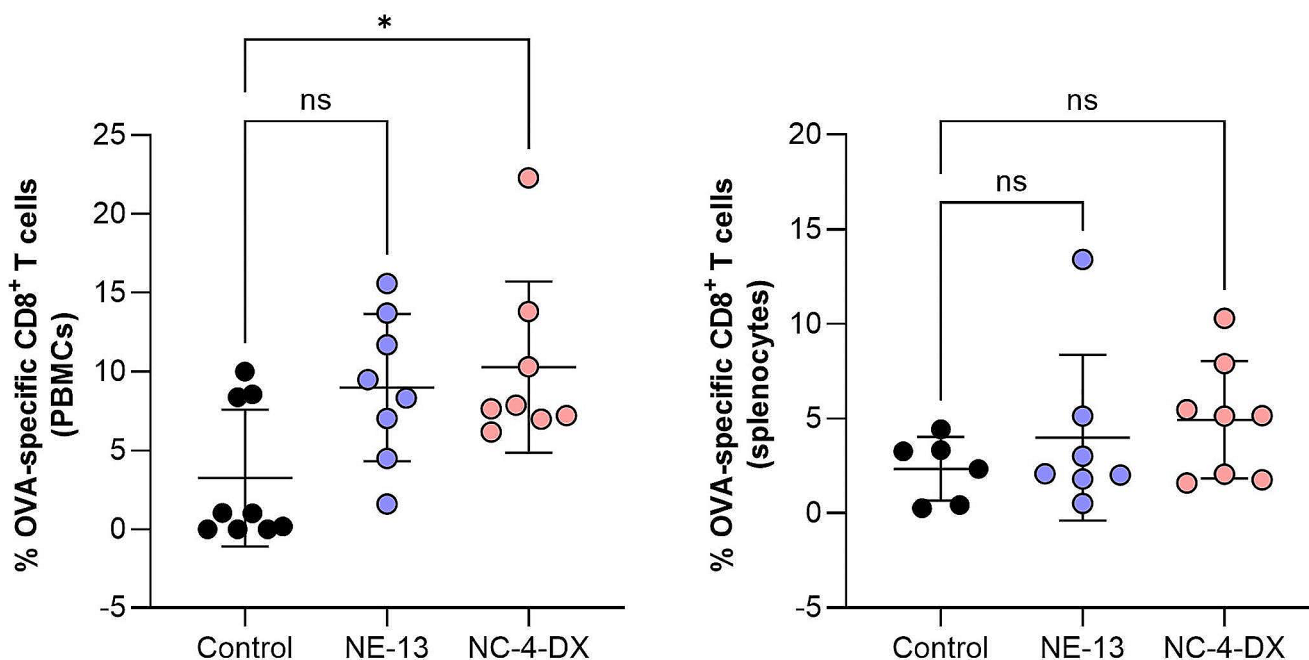 *
ns
25
20
15
10
5
0
-5
% OVA-specific CD8⁺ T cells
(PBMCs)
Control
NE-13
NC-4-DX
ns
ns
20
15
10
5
0
-5
% OVA-specific CD8⁺ T cells
(splenocytes)
Control
NE-13
NC-4-DX